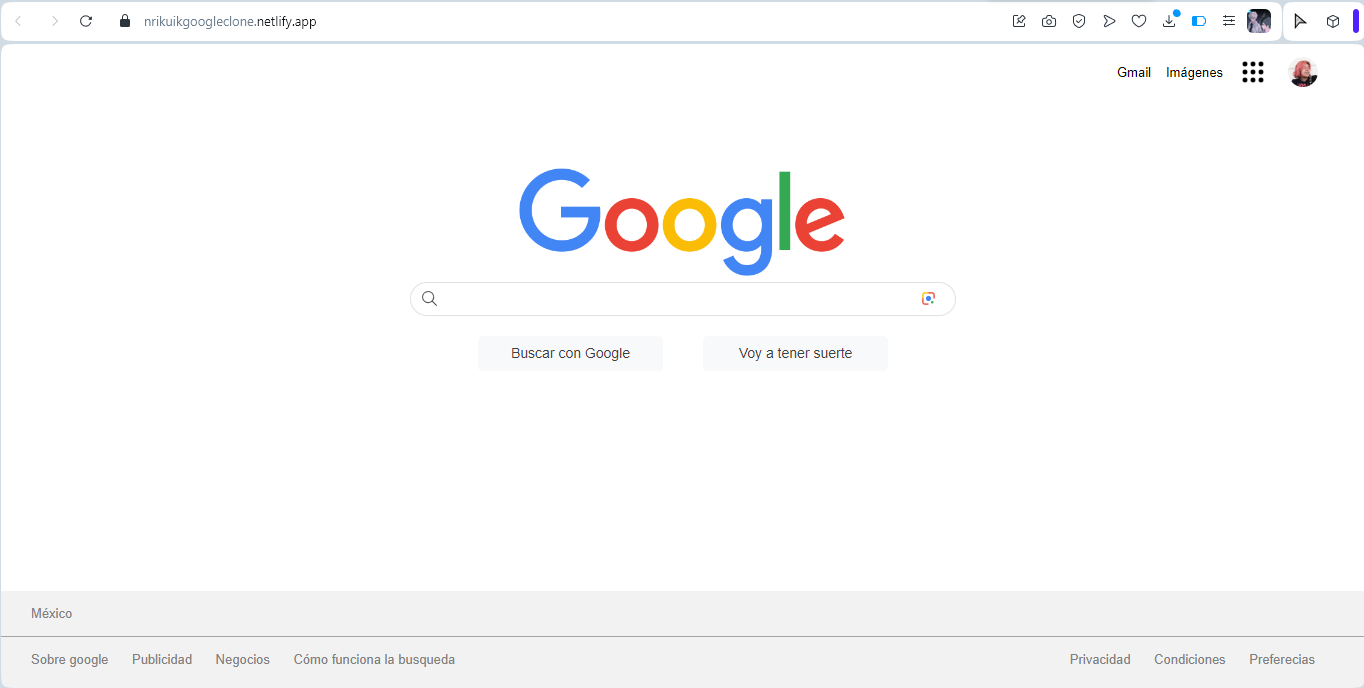 nrikuikgoogleclone.netlify.app
Gmail Imágenes
Google
Buscar con Google Voy a tener suerte
México
Sobre google Publicidad Negocios Cómo funciona la busqueda Privacidad Condiciones Preferecias